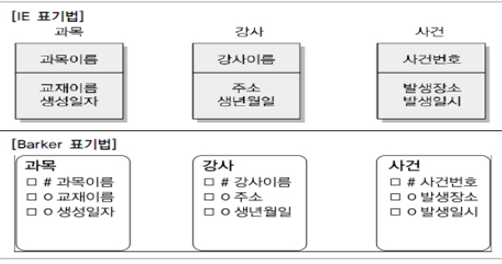 [IE 표기법]
과목 강사 사건
과목이름 강사이름 사건번호
교재이름 주소 발생장소
생성일자 생년월일 발생일시
[Barker 표기법]
과목 강사 사건
□ # 과목이름 □ # 강사이름 □ # 사건번호
□ o 교재이름 □ o 주소 □ o 발생장소
□ o 생성일자 □ o 생년월일 □ o 발생일시